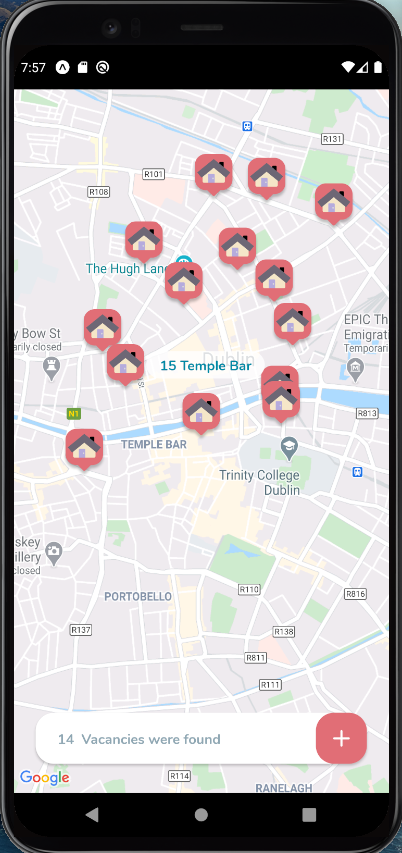 7:57
R131
R101
R108
The Hugh Lane
y Bow St
arily closed
EPIC Th
Emigrati
Temporari
Dublin
15 Temple Bar
N1
R813
TEMPLE BAR
Trinity College
Dublin
skey
illery
closed
PORTOBELLO
R110
R816
R137
R138
R811
R111
14 Vacancies were found
+
Google
R114
RANELAGH